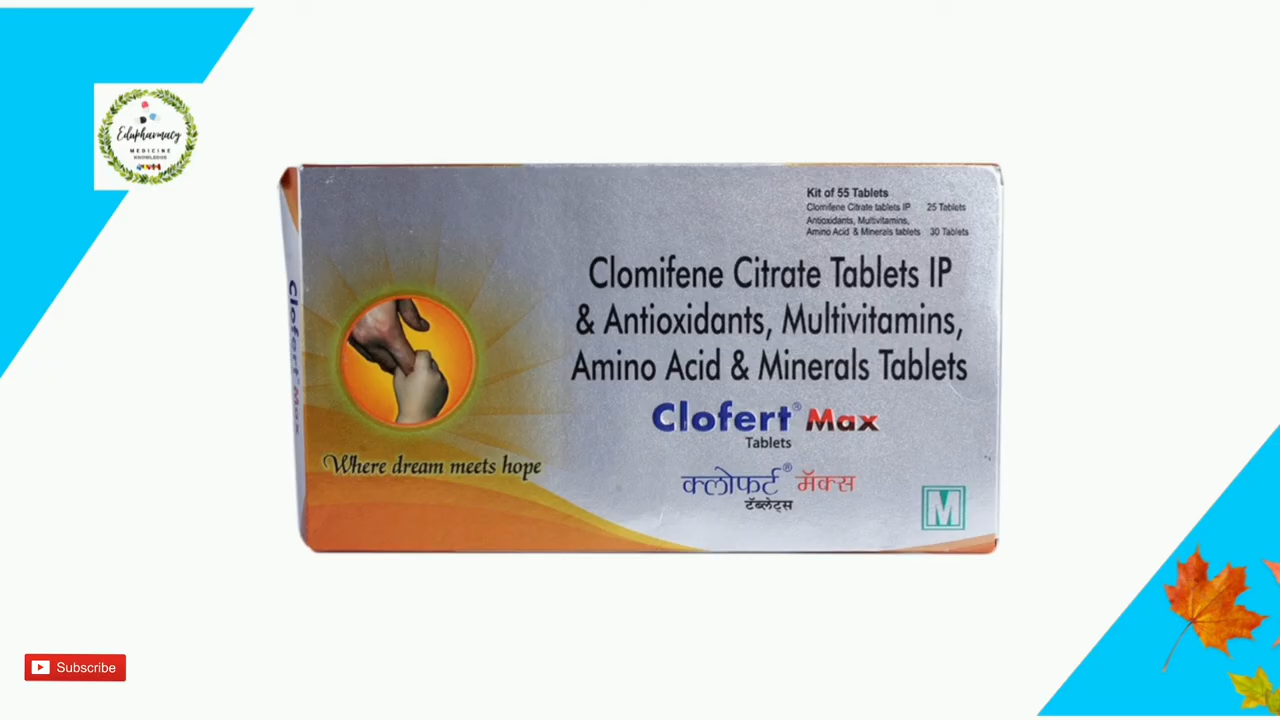 Edupharmacy
MEDICINE
KNOWLEDGE
Kit of 55 Tablets
Clomifene Citrate tablets IP 25 Tablets
Antioxidants, Multivitamins,
Amino Acid & Minerals tablets 30 Tablets
Clomifene Citrate Tablets IP
& Antioxidants, Multivitamins,
Amino Acid & Minerals Tablets
Clofert® Max
Tablets
Where dream meets hope
क्लोफर्ट® मॅक्स
टॅब्लेट्स
M
Clofert® Max
Subscribe